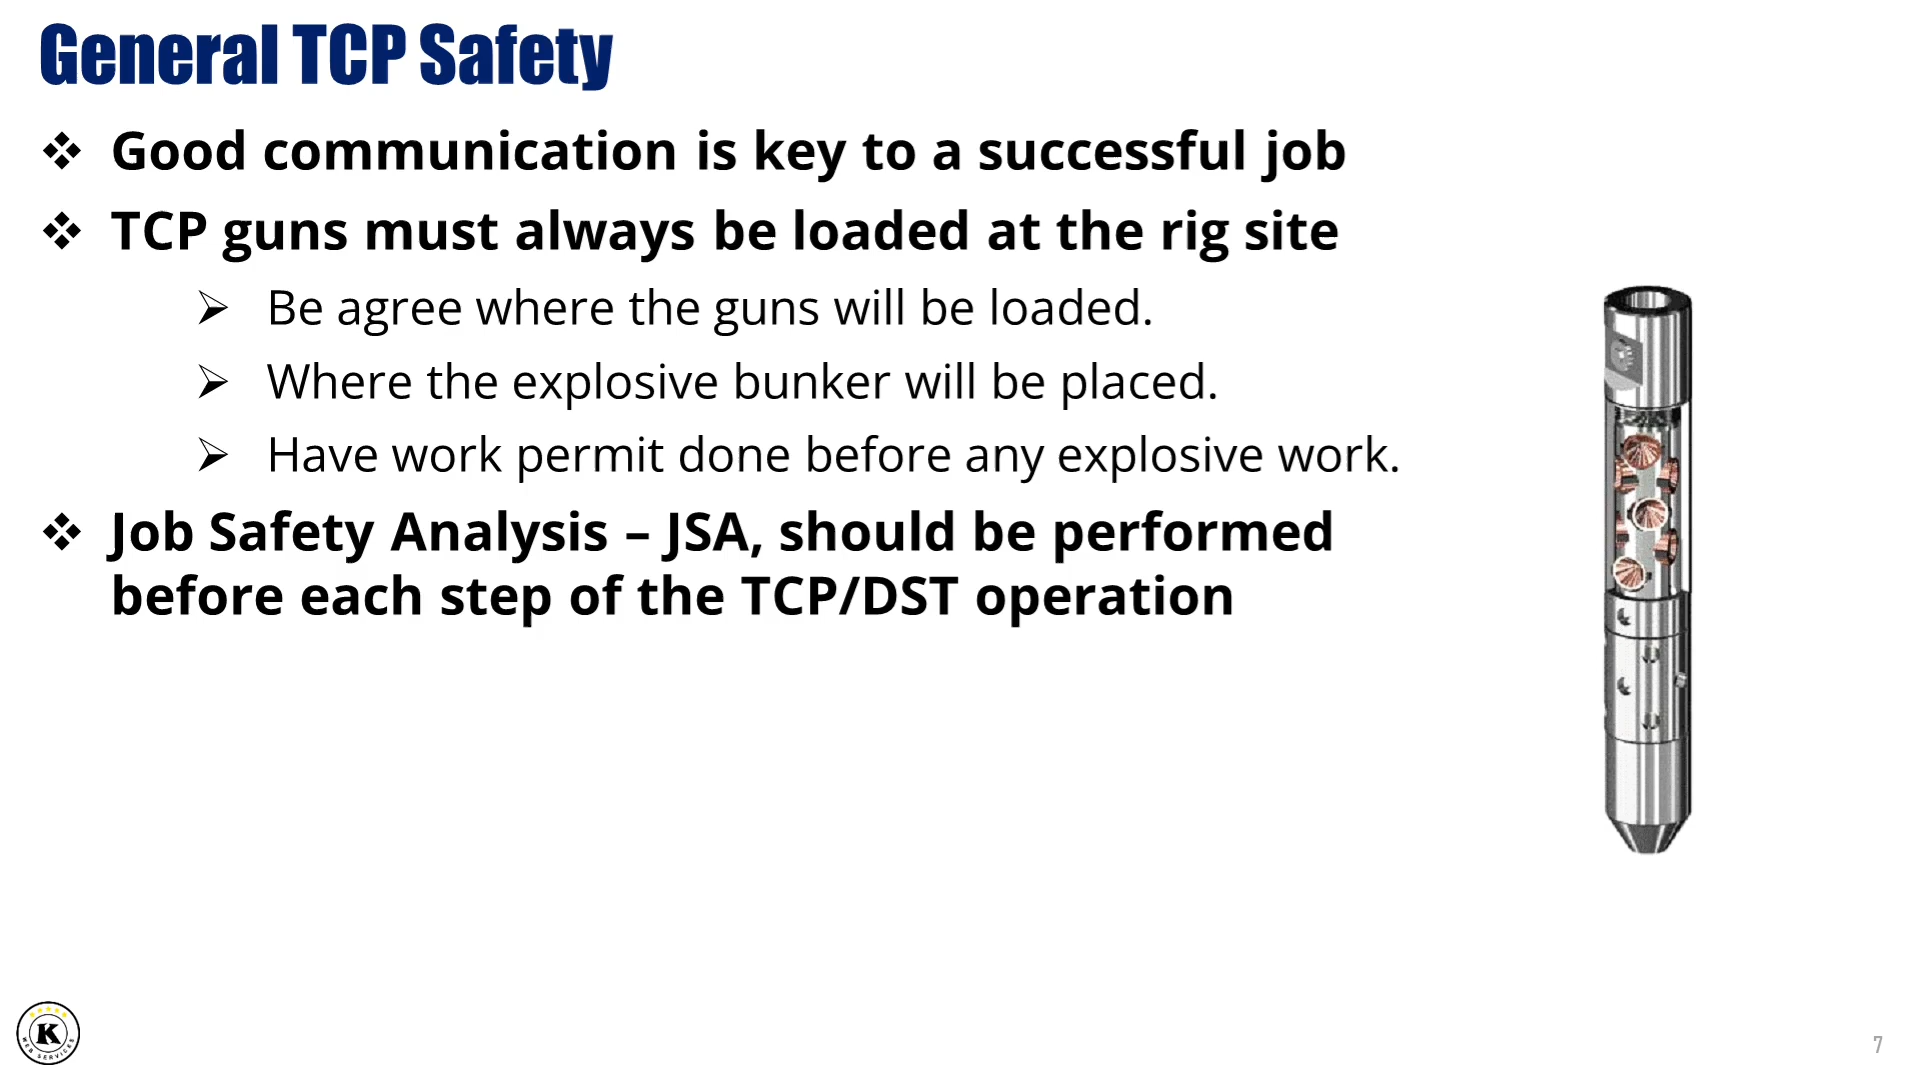 General TCP Safety
❖ Good communication is key to a successful job
❖ TCP guns must always be loaded at the rig site
➢ Be agree where the guns will be loaded.
➢ Where the explosive bunker will be placed.
➢ Have work permit done before any explosive work.
❖ Job Safety Analysis – JSA, should be performed
before each step of the TCP/DST operation
K
WEB SERVICES
7